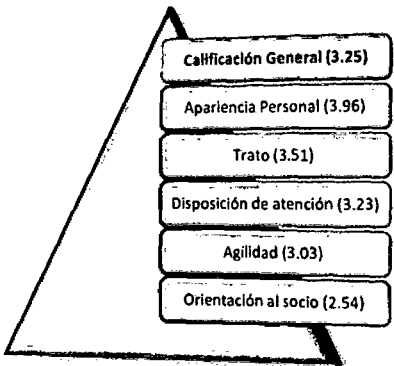 Calificación General (3.25)
Apariencia Personal (3.96)
Trato (3.51)
Disposición de atención (3.23)
Agilidad (3.03)
Orientación al socio (2.54)